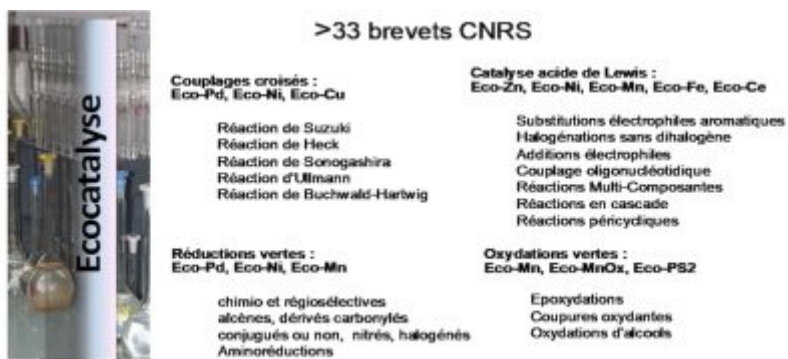 >33 brevets CNRS
Ecocatalyse
Couplages croisés :
Eco-Pd, Eco-Ni, Eco-Cu
Réaction de Suzuki
Réaction de Heck
Réaction de Sonogashira
Réaction d'Ullmann
Réaction de Buchwald-Hartwig
Catalyse acide de Lewis :
Eco-Zn, Eco-Ni, Eco-Mn, Eco-Fe, Eco-Ce
Substitutions électrophiles aromatiques
Halogénations sans dihalogène
Additions électrophiles
Couplage oligonucléotidique
Réactions Multi-Composantes
Réactions en cascade
Réactions péricycliques
Réductions vertes :
Eco-Pd, Eco-Ni, Eco-Mn
chimio et régiosélectives
alcènes, dérivés carbonylés
conjugués ou non, nitrés, halogénés
Aminoréductions
Oxydations vertes :
Eco-Mn, Eco-MnOx, Eco-PS2
Epoxydations
Coupures oxydantes
Oxydations d'alcools